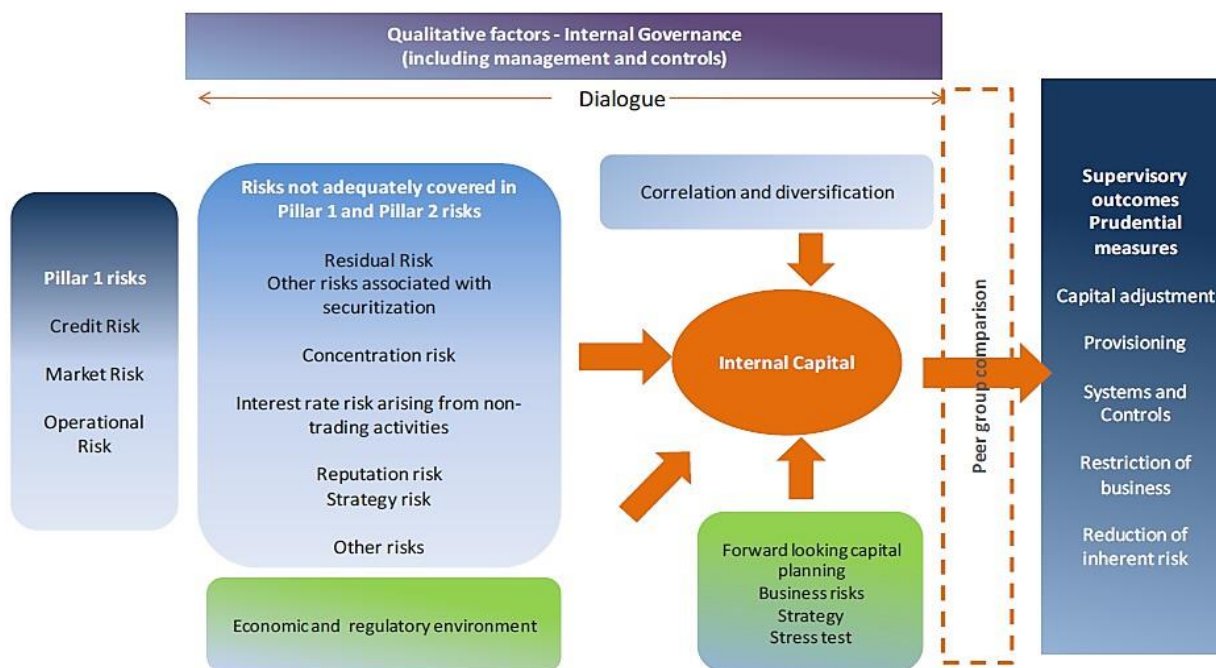 Qualitative factors - Internal Governance
(including management and controls)
Dialogue
Pillar 1 risks
Credit Risk
Market Risk
Operational
Risk
Risks not adequately covered in
Pillar 1 and Pillar 2 risks
Residual Risk
Other risks associated with
securitization
Concentration risk
Interest rate risk arising from non-
trading activities
Reputation risk
Strategy risk
Other risks
Economic and regulatory environment
Correlation and diversification
Internal Capital
Forward looking capital
planning
Business risks
Strategy
Stress test
Peer group comparison
Supervisory
outcomes
Prudential
measures
Capital adjustment
Provisioning
Systems and
Controls
Restriction of
business
Reduction of
inherent risk